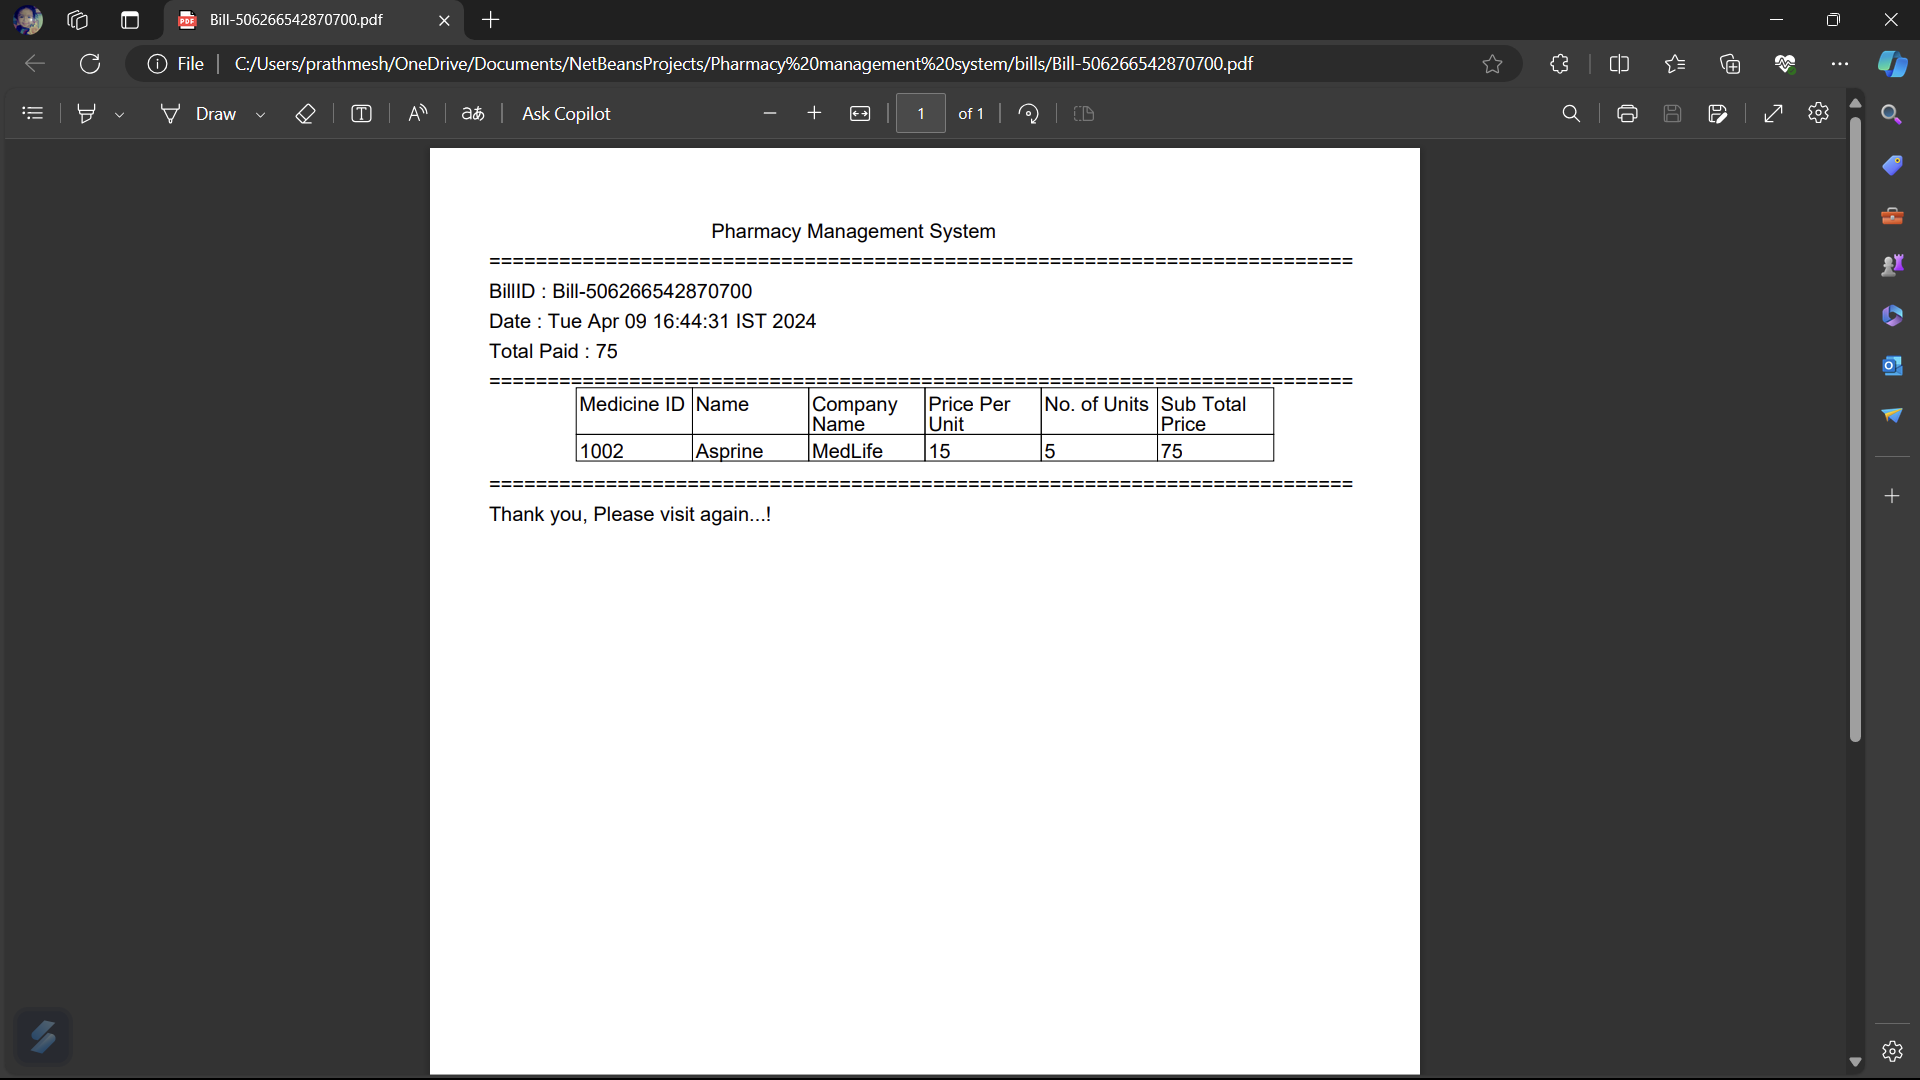 Bill-506266542870700.pdf
File
C:/Users/prathmesh/OneDrive/Documents/NetBeansProjects/Pharmacy%20management%20system/bills/Bill-506266542870700.pdf
Draw
aあ
Ask Copilot
1 of 1
Pharmacy Management System
==========================================================================
BillID : Bill-506266542870700
Date : Tue Apr 09 16:44:31 IST 2024
Total Paid : 75
==========================================================================
Medicine ID Name Company Name Price Per Unit No. of Units Sub Total Price
1002 Asprine MedLife 15 5 75
==========================================================================
Thank you, Please visit again...!